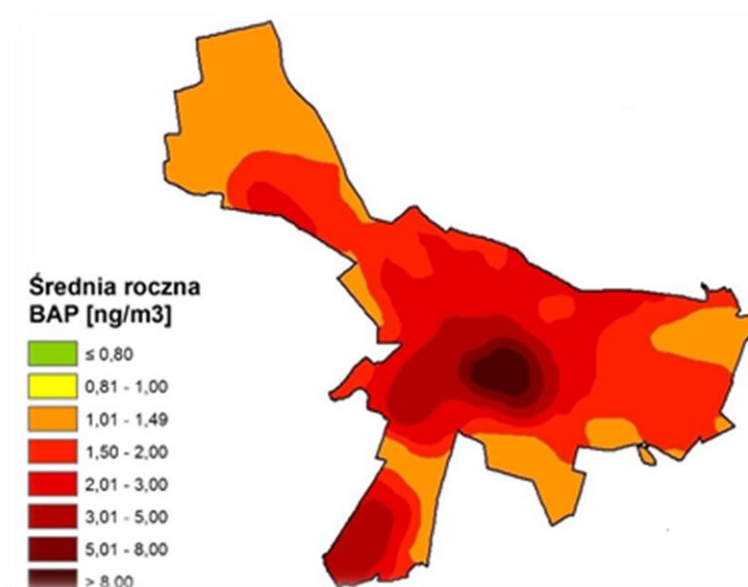 Średnia roczna
BAP [ng/m3]
≤ 0,80
0,81 - 1,00
1,01 - 1,49
1,50 - 2,00
2,01 - 3,00
3,01 - 5,00
5,01 - 8,00
> 8,00